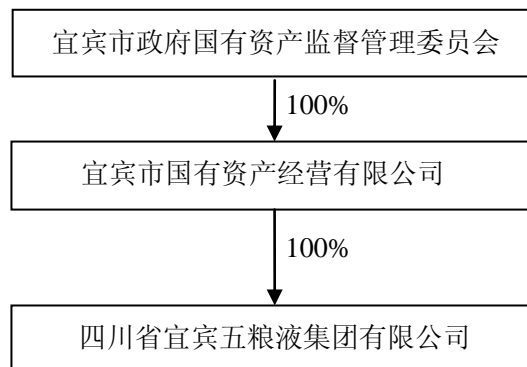 宜宾市政府国有资产监督管理委员会
100%
宜宾市国有资产经营有限公司
100%
四川省宜宾五粮液集团有限公司